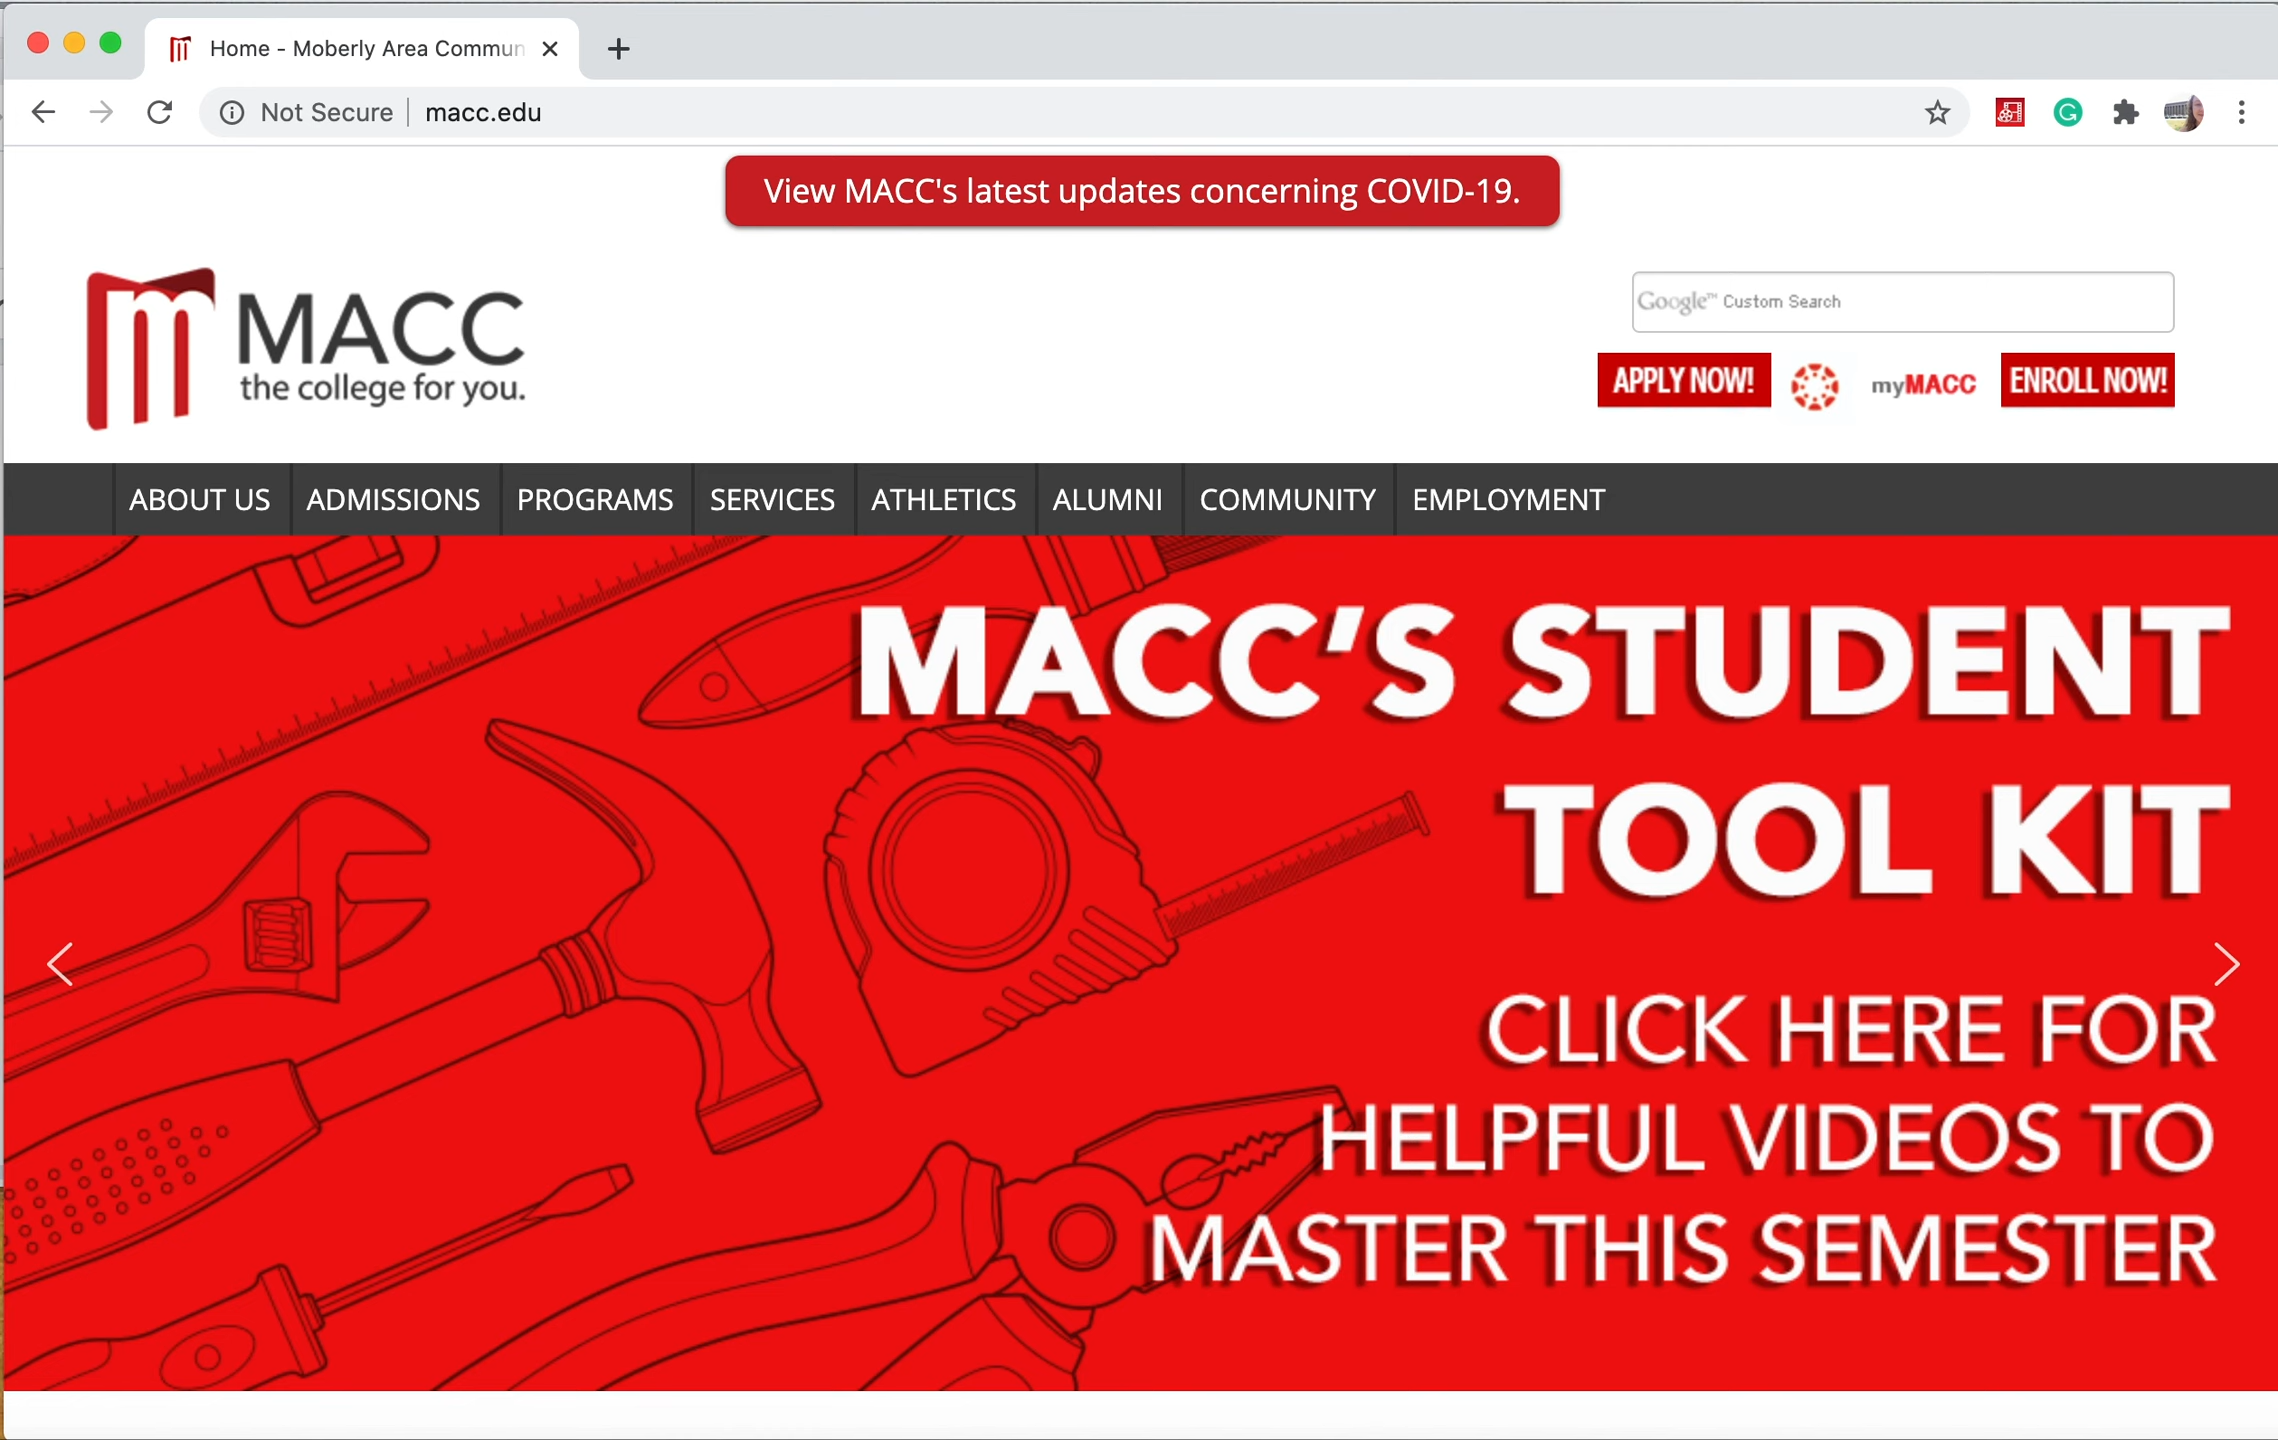 Home - Moberly Area Commun
Not Secure
macc.edu
View MACC's latest updates concerning COVID-19.
MACC
the college for you.
Google™ Custom Search
APPLY NOW!
myMACC
ENROLL NOW!
ABOUT US
ADMISSIONS
PROGRAMS
SERVICES
ATHLETICS
ALUMNI
COMMUNITY
EMPLOYMENT
MACC'S STUDENT
TOOL KIT
CLICK HERE FOR
HELPFUL VIDEOS TO
MASTER THIS SEMESTER